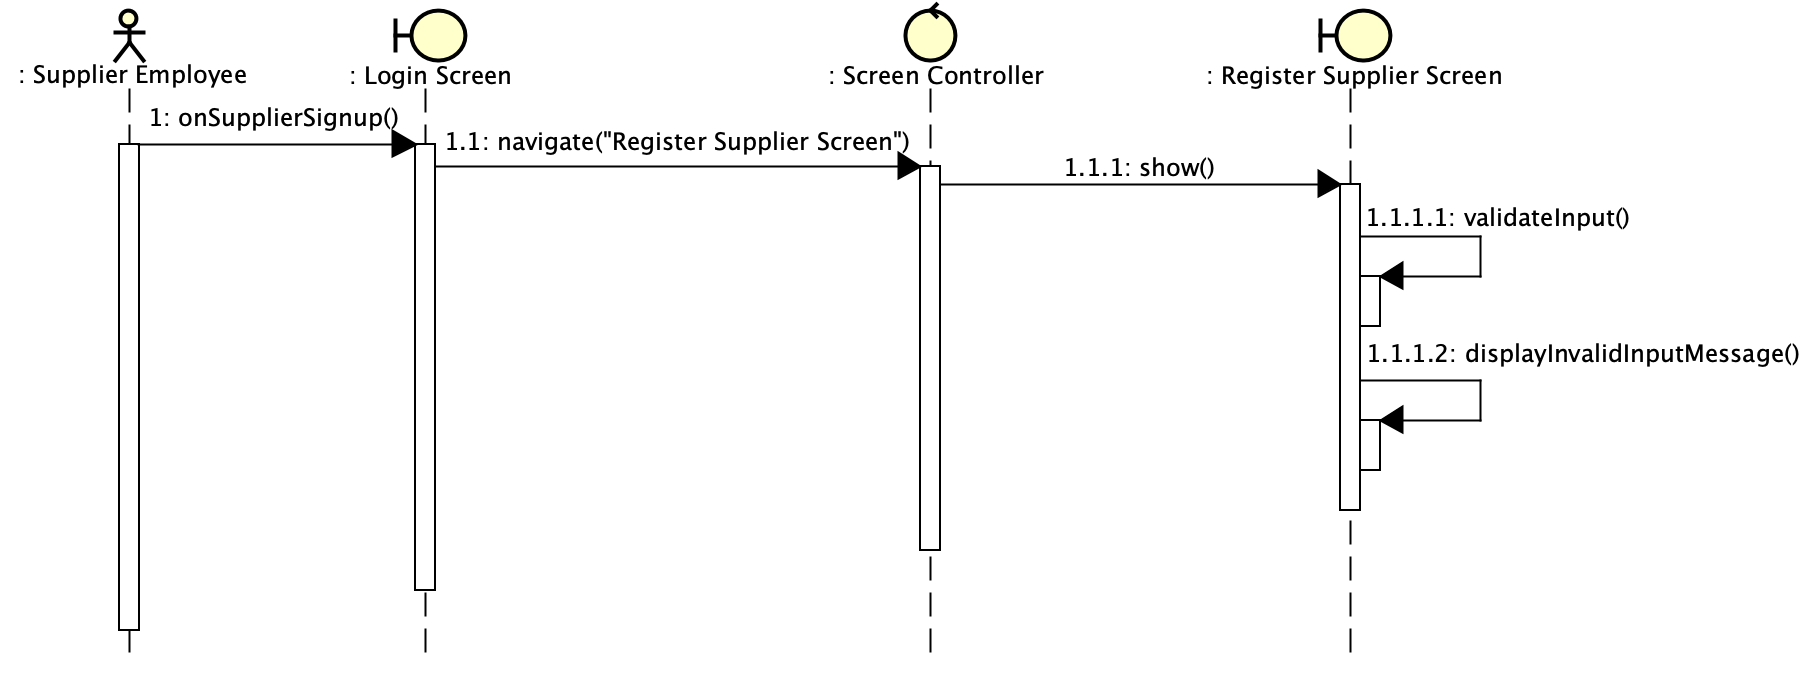 : Supplier Employee
: Login Screen
: Screen Controller
: Register Supplier Screen
1: onSupplierSignup()
1.1: navigate("Register Supplier Screen")
1.1.1: show()
1.1.1.1: validateInput()
1.1.1.2: displayInvalidInputMessage()